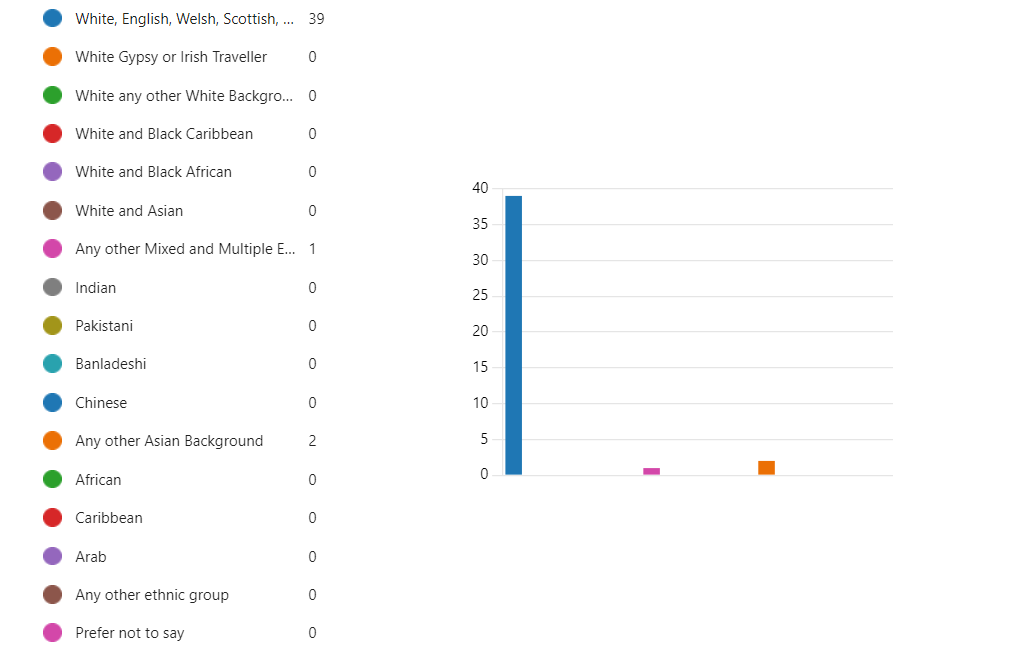 White, English, Welsh, Scottish, ... 39
White Gypsy or Irish Traveller 0
White any other White Backgro... 0
White and Black Caribbean 0
White and Black African 0
White and Asian 0
Any other Mixed and Multiple E... 1
Indian 0
Pakistani 0
Banladeshi 0
Chinese 0
Any other Asian Background 2
African 0
Caribbean 0
Arab 0
Any other ethnic group 0
Prefer not to say 0
40
35
30
25
20
15
10
5
0